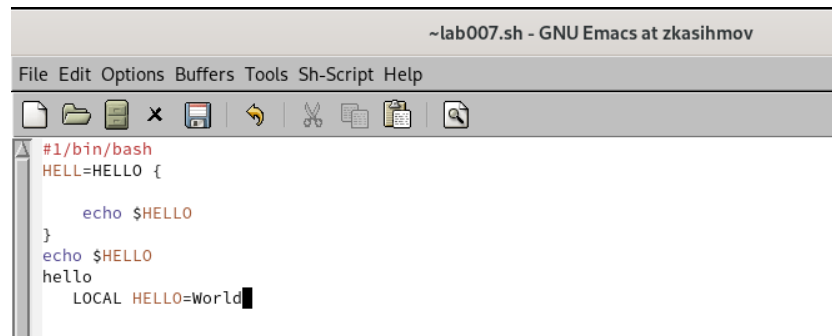 ~lab007.sh - GNU Emacs at zkasihmov
File Edit Options Buffers Tools Sh-Script Help
#1/bin/bash
HELL=HELLO {
echo $HELLO
}
echo $HELLO
hello
LOCAL HELLO=World